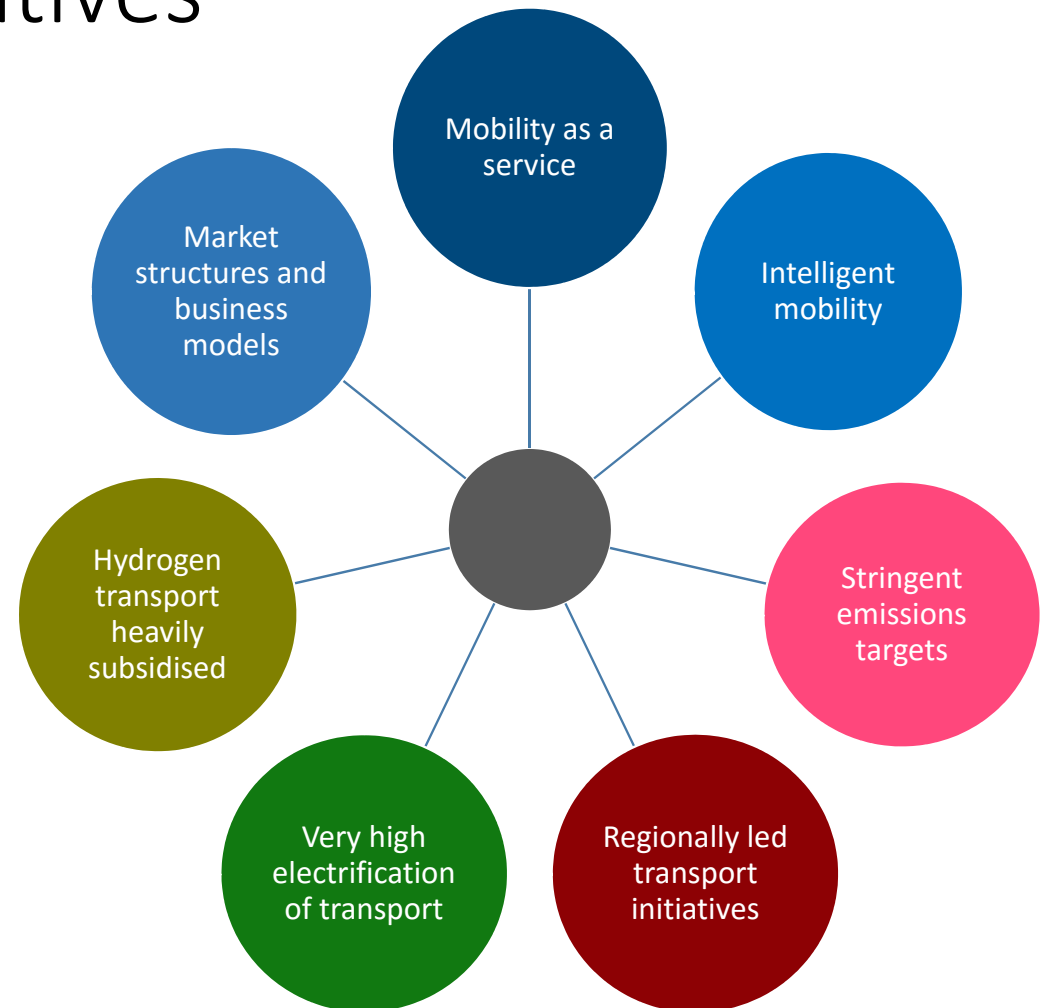 Mobility as a
service
Intelligent
mobility
Stringent
emissions
targets
Regionally led
transport
initiatives
Very high
electrification
of transport
Hydrogen
transport
heavily
subsidised
Market
structures and
business
models